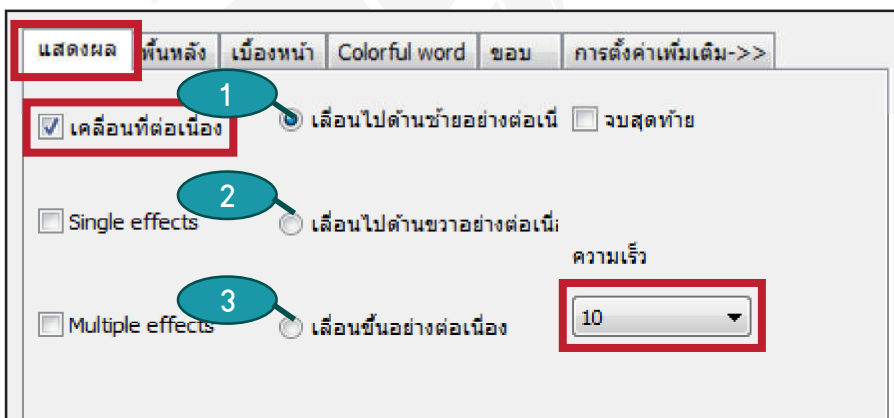 แสดงผล พื้นหลัง เบื้องหน้า Colorful word ขอบ การตั้งค่าเพิ่มเติม->>
1
เคลื่อนที่ต่อเนื่อง เลื่อนไปด้านซ้ายอย่างต่อเนื่ จบสุดท้าย
2
Single effects เลื่อนไปด้านขวาอย่างต่อเนื่อ
ความเร็ว
3
10
Multiple effects เลื่อนขึ้นอย่างต่อเนื่อง